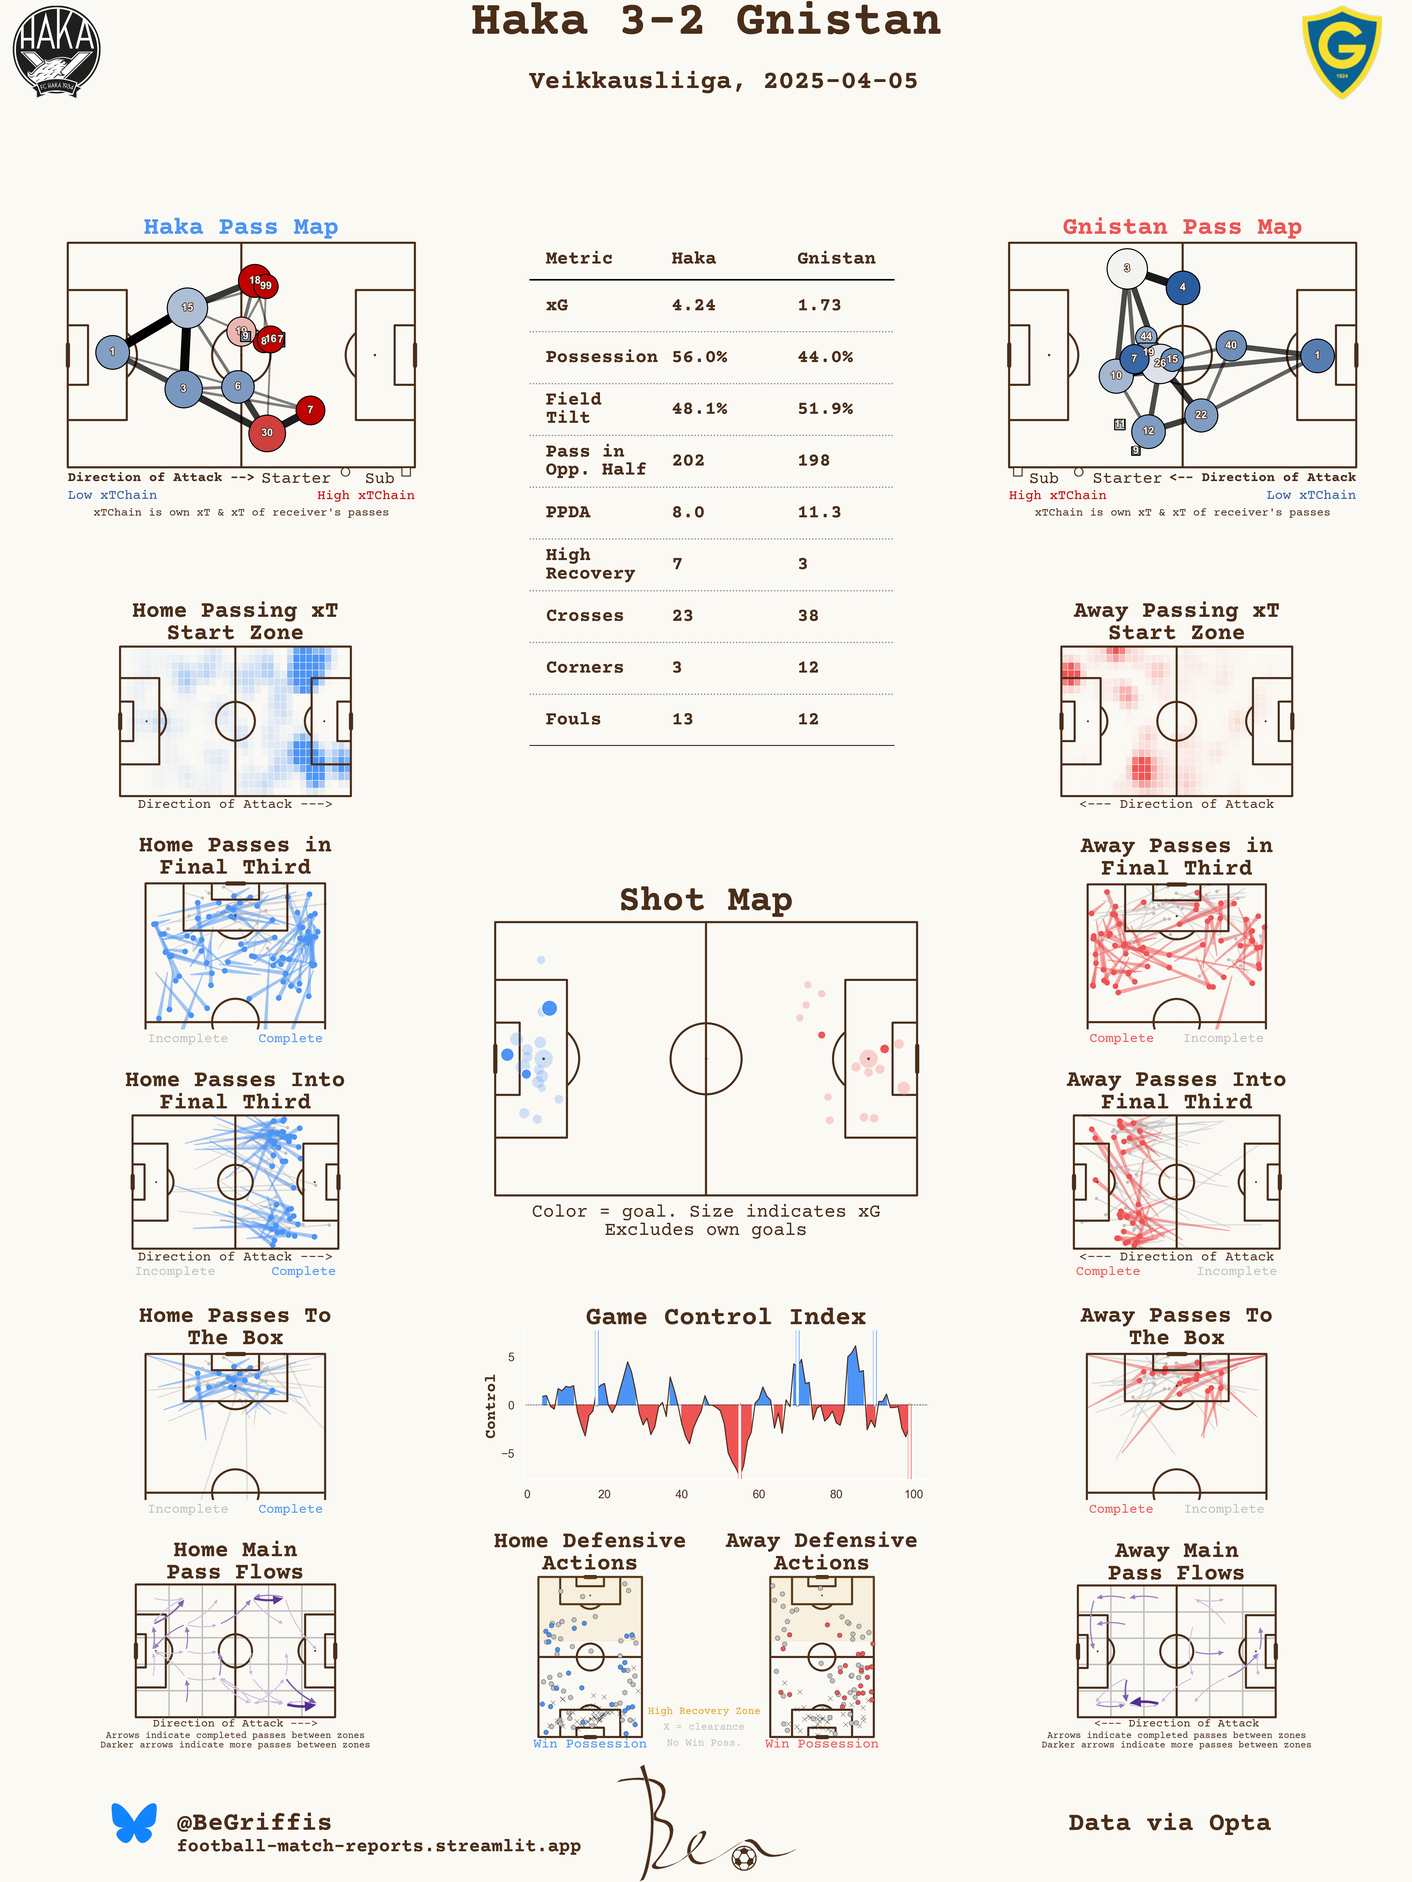 Haka 3-2 Gnistan
Veikkausliiga, 2025-04-05
HAKA
FC HAKA 1934
G
1924
Haka Pass Map
18
99
15
19
9
8
16
7
1
3
6
7
30
Direction of Attack --> Starter Sub
Low xTChain High xTChain
xTChain is own xT & xT of receiver's passes
Metric Haka Gnistan
xG 4.24 1.73
Possession 56.0% 44.0%
Field
Tilt 48.1% 51.9%
Pass in
Opp. Half 202 198
PPDA 8.0 11.3
High
Recovery 7 3
Crosses 23 38
Corners 3 12
Fouls 13 12
Gnistan Pass Map
3
4
44
40
19
7
26
15
1
10
22
11
12
9
Sub Starter <-- Direction of Attack
High xTChain Low xTChain
xTChain is own xT & xT of receiver's passes
Home Passing xT
Start Zone
Direction of Attack --->
Away Passing xT
Start Zone
<--- Direction of Attack
Home Passes in
Final Third
Incomplete Complete
Away Passes in
Final Third
Complete Incomplete
Shot Map
Color = goal. Size indicates xG
Excludes own goals
Home Passes Into
Final Third
Direction of Attack --->
Incomplete Complete
Away Passes Into
Final Third
<--- Direction of Attack
Complete Incomplete
Home Passes To
The Box
Incomplete Complete
Game Control Index
Control
5
0
−5
0 20 40 60 80 100
Away Passes To
The Box
Complete Incomplete
Home Main
Pass Flows
Direction of Attack --->
Arrows indicate completed passes between zones
Darker arrows indicate more passes between zones
Home Defensive
Actions
Win Possession
Away Defensive
Actions
Win Possession
High Recovery Zone
X = clearance
No Win Poss.
Away Main
Pass Flows
<--- Direction of Attack
Arrows indicate completed passes between zones
Darker arrows indicate more passes between zones
@BeGriffis
football-match-reports.streamlit.app
Ben
Data via Opta